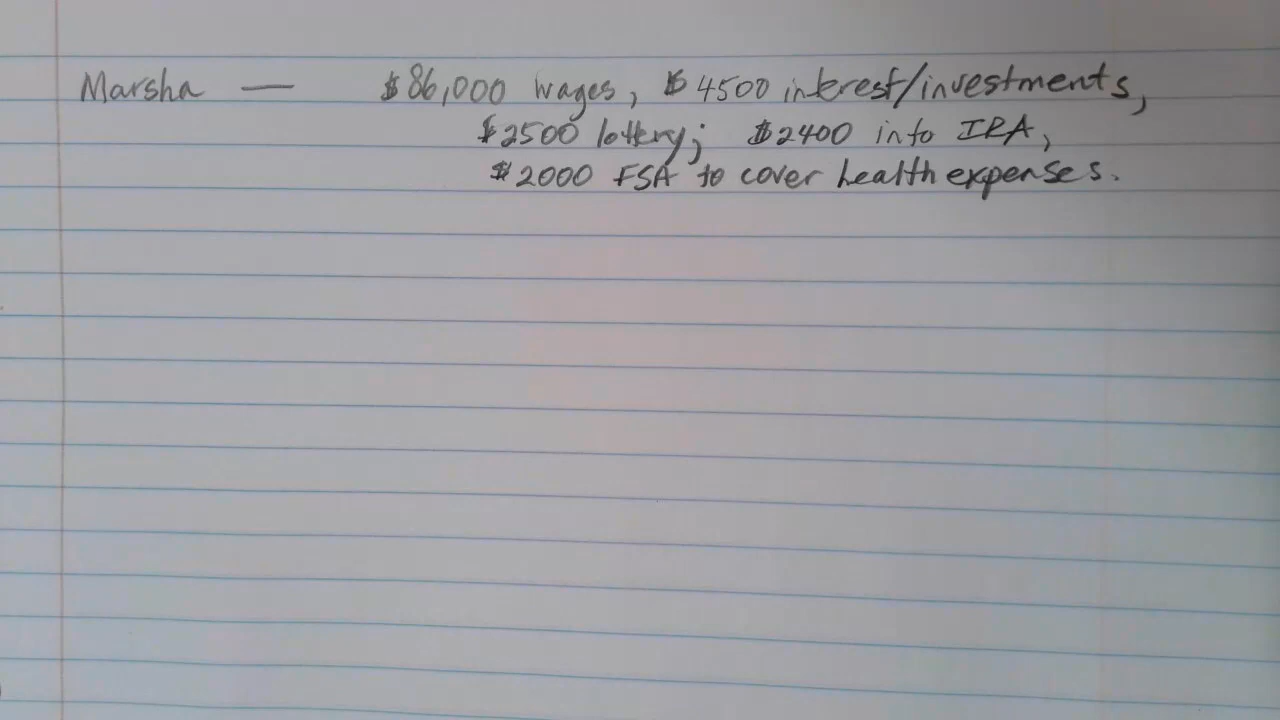 Marsha — $86,000 wages, $4500 interest/investments,
$2500 lottery; $2400 into IRA,
$2000 FSA to cover health expenses.